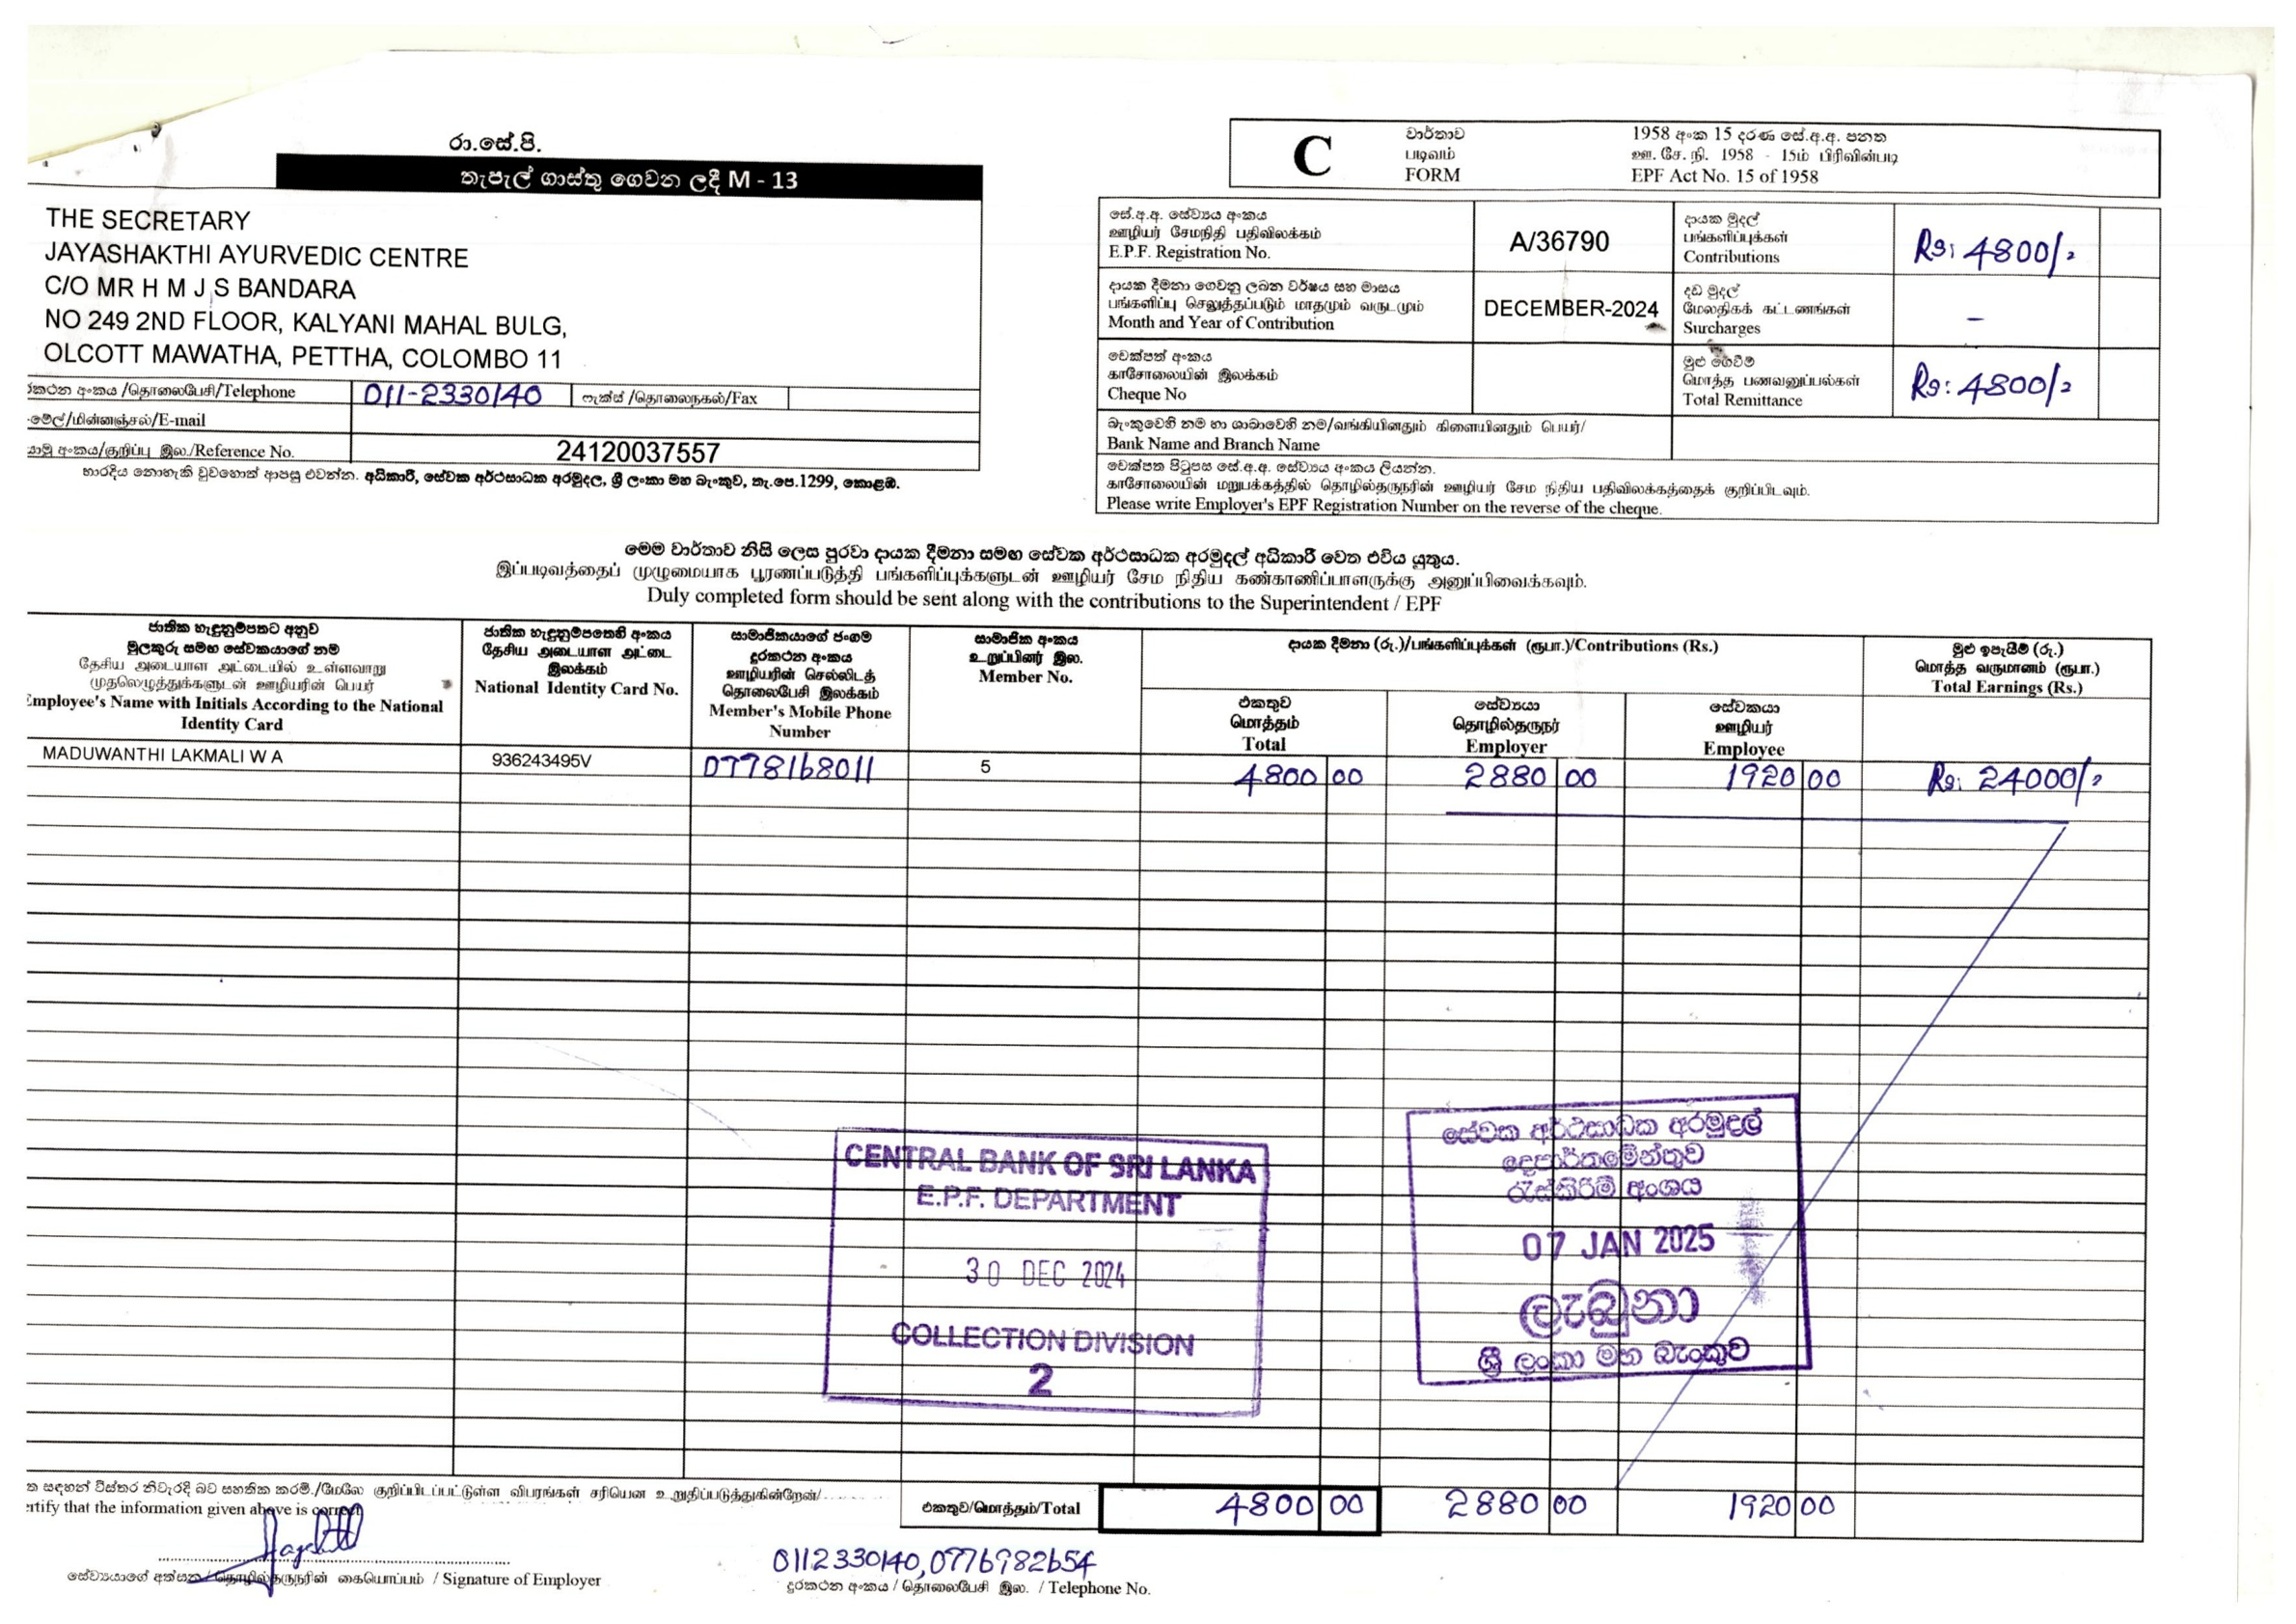 රා.සේ.පි.
තැපැල් ගාස්තු ගෙවන ලදී M - 13
THE SECRETARY
JAYASHAKTHI AYURVEDIC CENTRE
C/O MR H M J S BANDARA
NO 249 2ND FLOOR, KALYANI MAHAL BULG,
OLCOTT MAWATHA, PETTHA, COLOMBO 11
රකථන අංකය /தொலைபேசி/Telephone 011-2330140 ෆැක්ස් /தொலைநகல்/Fax
-මේල්/மின்னஞ்சல்/E-mail
යාමු අංකය/குறிப்பு இல./Reference No. 24120037557
භාරදිය නොහැකි වුවහොත් ආපසු එවන්න. අධිකාරී, සේවක අර්ථසාධක අරමුදල, ශ්‍රී ලංකා මහ බැංකුව, තැ.පෙ.1299, කොළඹ.
C
වාර්තාව 1958 අංක 15 දරණ සේ.අ.අ. පනත
படிவம் ஊ. சே. நி. 1958 - 15ம் பிரிவின்படி
FORM EPF Act No. 15 of 1958
සේ.අ.අ. සේව්‍යය අංකය
ஊழியர் சேமநிதி பதிவிலக்கம்
E.P.F. Registration No.
A/36790
දායක මුදල්
பங்களிப்புக்கள்
Contributions
Rs: 4800/-
දායක දීමනා ගෙවනු ලබන වර්ෂය සහ මාසය
பங்களிப்பு செலுத்தப்படும் மாதமும் வருடமும்
Month and Year of Contribution
DECEMBER-2024
දඩ මුදල්
மேலதிகக் கட்டணங்கள்
Surcharges
-
චෙක්පත් අංකය
காசோலையின் இலக்கம்
Cheque No
මුළු ගෙවීම්
மொத்த பணவனுப்பல்கள்
Total Remittance
Rs: 4800/-
බැංකුවෙහි නම හා ශාඛාවෙහි නම/வங்கியினதும் கிளையினதும் பெயர்/
Bank Name and Branch Name
චෙක්පත පිටුපස සේ.අ.අ. සේව්‍යය අංකය ලියන්න.
காசோலையின் மறுபக்கத்தில் தொழில்தருநரின் ஊழியர் சேம நிதிய பதிவிலக்கத்தைக் குறிப்பிடவும்.
Please write Employer's EPF Registration Number on the reverse of the cheque.
මෙම වාර්තාව නිසි ලෙස පුරවා දායක දීමනා සමඟ සේවක අර්ථසාධක අරමුදල් අධිකාරී වෙත එවිය යුතුය.
இப்படிவத்தைப் முழுமையாக பூரணப்படுத்தி பங்களிப்புக்களுடன் ஊழியர் சேம நிதிய கண்காணிப்பாளருக்கு அனுப்பிவைக்கவும்.
Duly completed form should be sent along with the contributions to the Superintendent / EPF
ජාතික හැඳුනුම්පතට අනුව
මුලකුරු සමඟ සේවකයාගේ නම
தேசிய அடையாள அட்டையில் உள்ளவாறு
முதலெழுத்துக்களுடன் ஊழியரின் பெயர்
Employee's Name with Initials According to the National
Identity Card
ජාතික හැඳුනුම්පතෙහි අංකය
தேசிய அடையாள அட்டை
இலக்கம்
National Identity Card No.
සාමාජිකයාගේ ජංගම
දුරකථන අංකය
ஊழியரின் செல்லிடத்
தொலைபேசி இலக்கம்
Member's Mobile Phone
Number
සාමාජික අංකය
உறுப்பினர் இல.
Member No.
දායක දීමනා (රු.)/பங்களிப்புக்கள் (ரூபா.)/Contributions (Rs.)
එකතුව
மொத்தம்
Total
සේව්‍යයා
தொழில்தருநர்
Employer
සේවකයා
ஊழியர்
Employee
මුළු ඉපැයීම් (රු.)
மொத்த வருமானம் (ரூபா.)
Total Earnings (Rs.)
MADUWANTHI LAKMALI W A 936243495V 0778168011 5 4800 00 2880 00 1920 00 Rs: 24000/-
CENTRAL BANK OF SRI LANKA
E.P.F. DEPARTMENT
30 DEC 2024
COLLECTION DIVISION
2
සේවක අර්ථසාධක අරමුදල්
දෙපාර්තමේන්තුව
රැස්කිරීම් අංශය
07 JAN 2025
ලැබුනා
ශ්‍රී ලංකා මහ බැංකුව
ත සඳහන් විස්තර නිවැරදි බව සහතික කරමි./மேலே குறிப்பிடப்பட்டுள்ள விபரங்கள் சரியென உறுதிப்படுத்துகின்றேன்/
ertify that the information given above is correct
එකතුව/மொத்தம்/Total 4800 00 2880 00 1920 00
සේව්‍යයාගේ අත්සන / தொழில்தருநரின் கையொப்பம் / Signature of Employer
0112330140, 0776982654
දුරකථන අංකය / தொலைபேசி இல. / Telephone No.